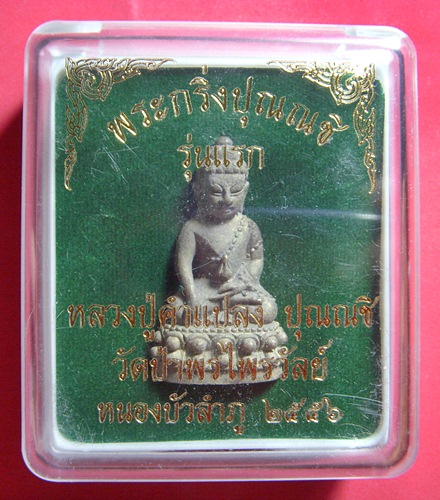 พระกริ่งปุณณชิ
รุ่นแรก
หลวงปู่คำแปลง ปุณณชิ
วัดป่าพรไพรวัลย์
หนองบัวลำภู ๒๕๕๖